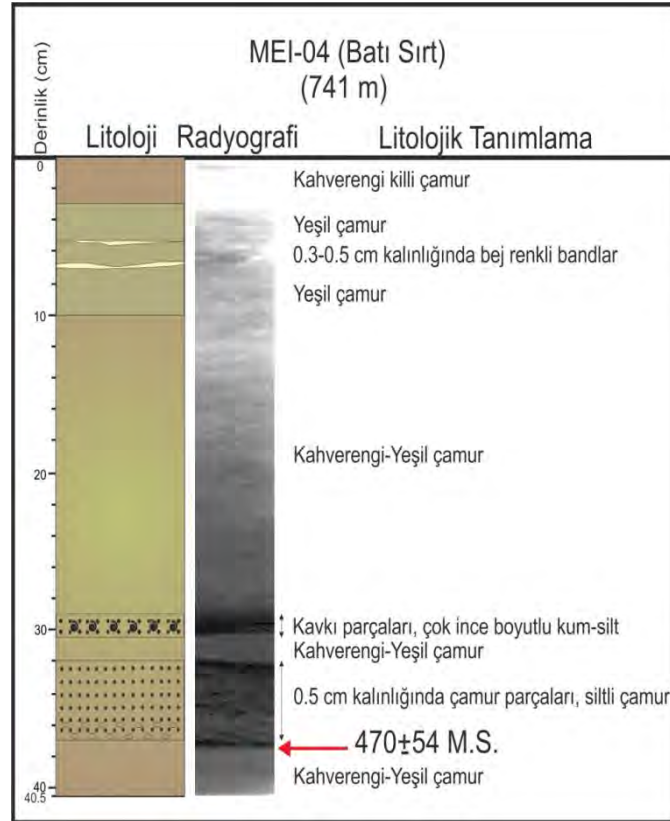 MEI-04 (Batı Sırt)
(741 m)
Derinlik (cm)
Litoloji Radyografi Litolojik Tanımlama
0
Kahverengi killi çamur
Yeşil çamur
0.3-0.5 cm kalınlığında bej renkli bandlar
Yeşil çamur
10
Kahverengi-Yeşil çamur
20
30
Kavkı parçaları, çok ince boyutlu kum-silt
Kahverengi-Yeşil çamur
0.5 cm kalınlığında çamur parçaları, siltli çamur
470±54 M.S.
Kahverengi-Yeşil çamur
40
40.5